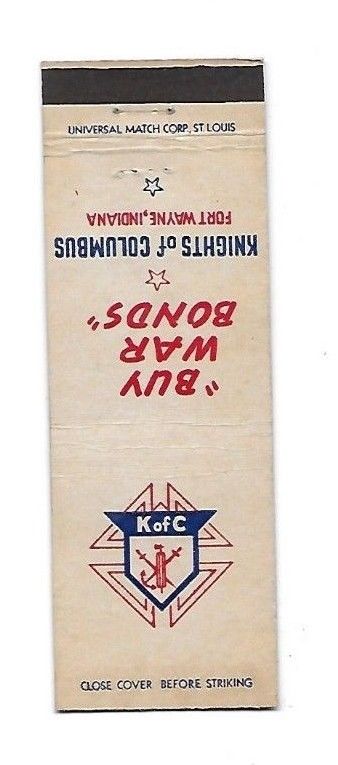 UNIVERSAL MATCH CORP., ST LOUIS
"BUY
WAR
BONDS"
KNIGHTS of COLUMBUS
FORT WAYNE, INDIANA
K of C
CLOSE COVER BEFORE STRIKING